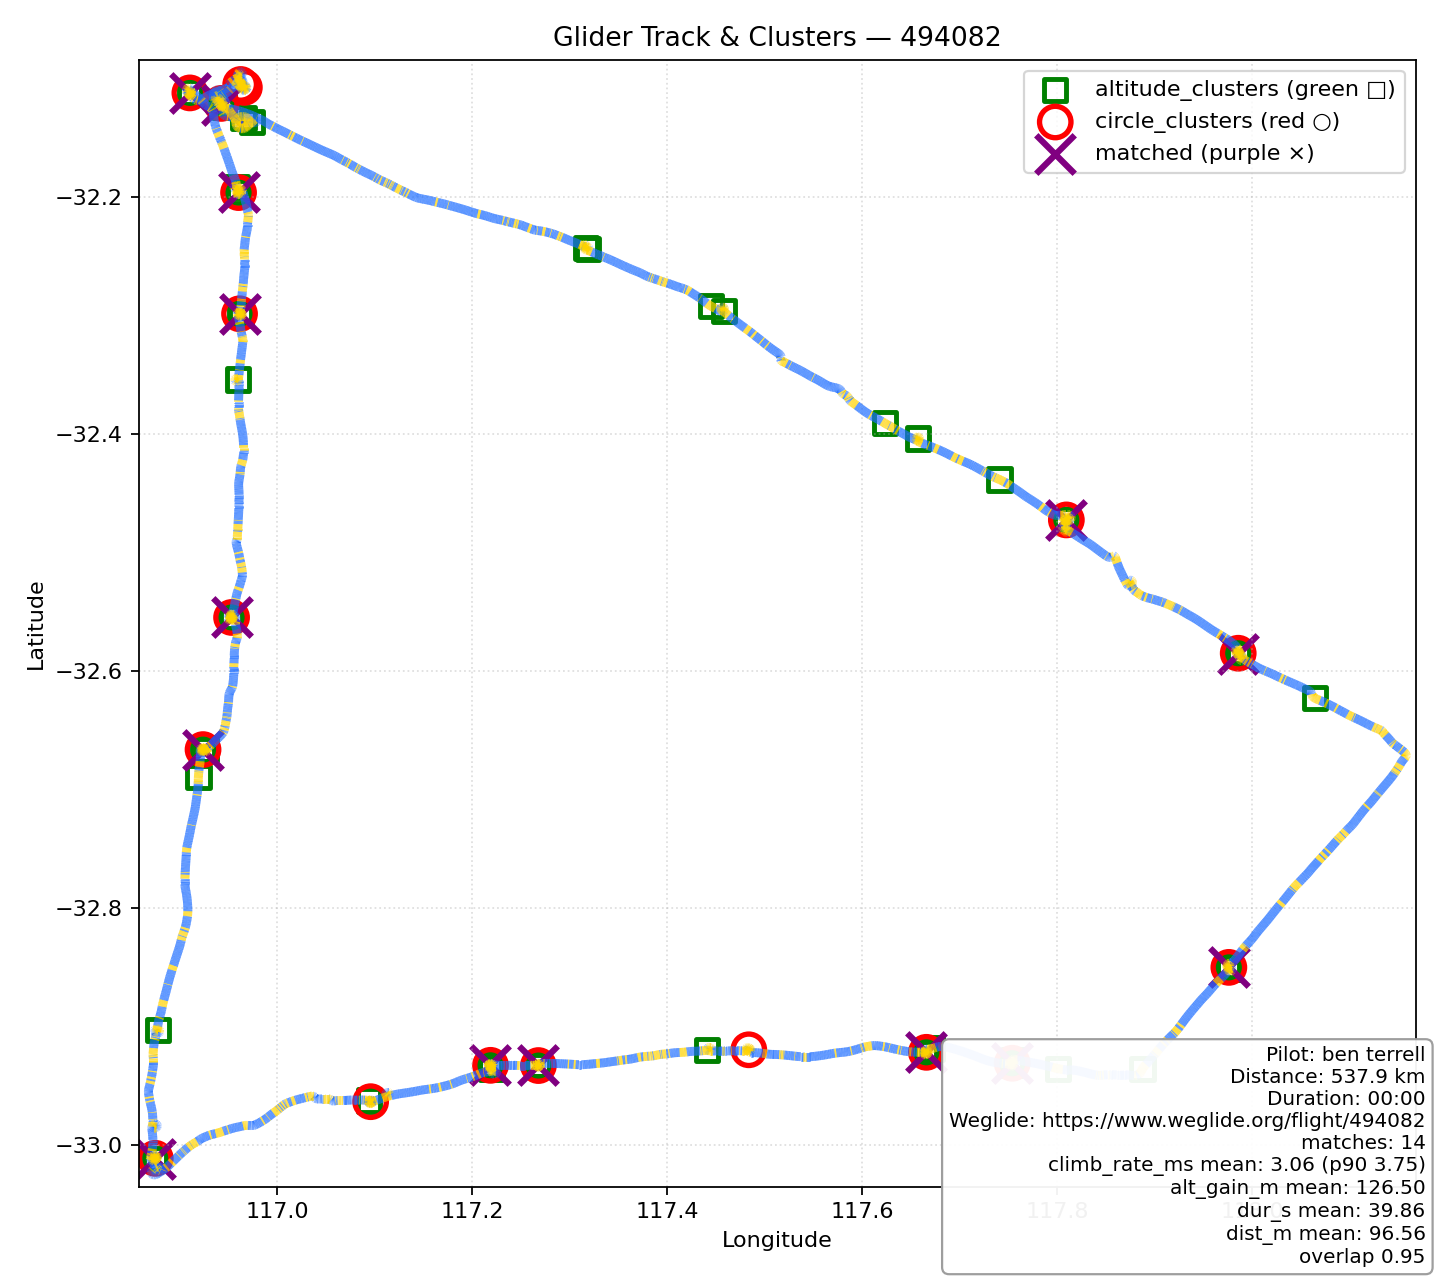 Glider Track & Clusters — 494082
altitude_clusters (green □)
circle_clusters (red ○)
matched (purple ×)
Latitude
−32.2
−32.4
−32.6
−32.8
−33.0
117.0
117.2
117.4
117.6
117.8
Longitude
Pilot: ben terrell
Distance: 537.9 km
Duration: 00:00
Weglide: https://www.weglide.org/flight/494082
matches: 14
climb_rate_ms mean: 3.06 (p90 3.75)
alt_gain_m mean: 126.50
dur_s mean: 39.86
dist_m mean: 96.56
overlap 0.95